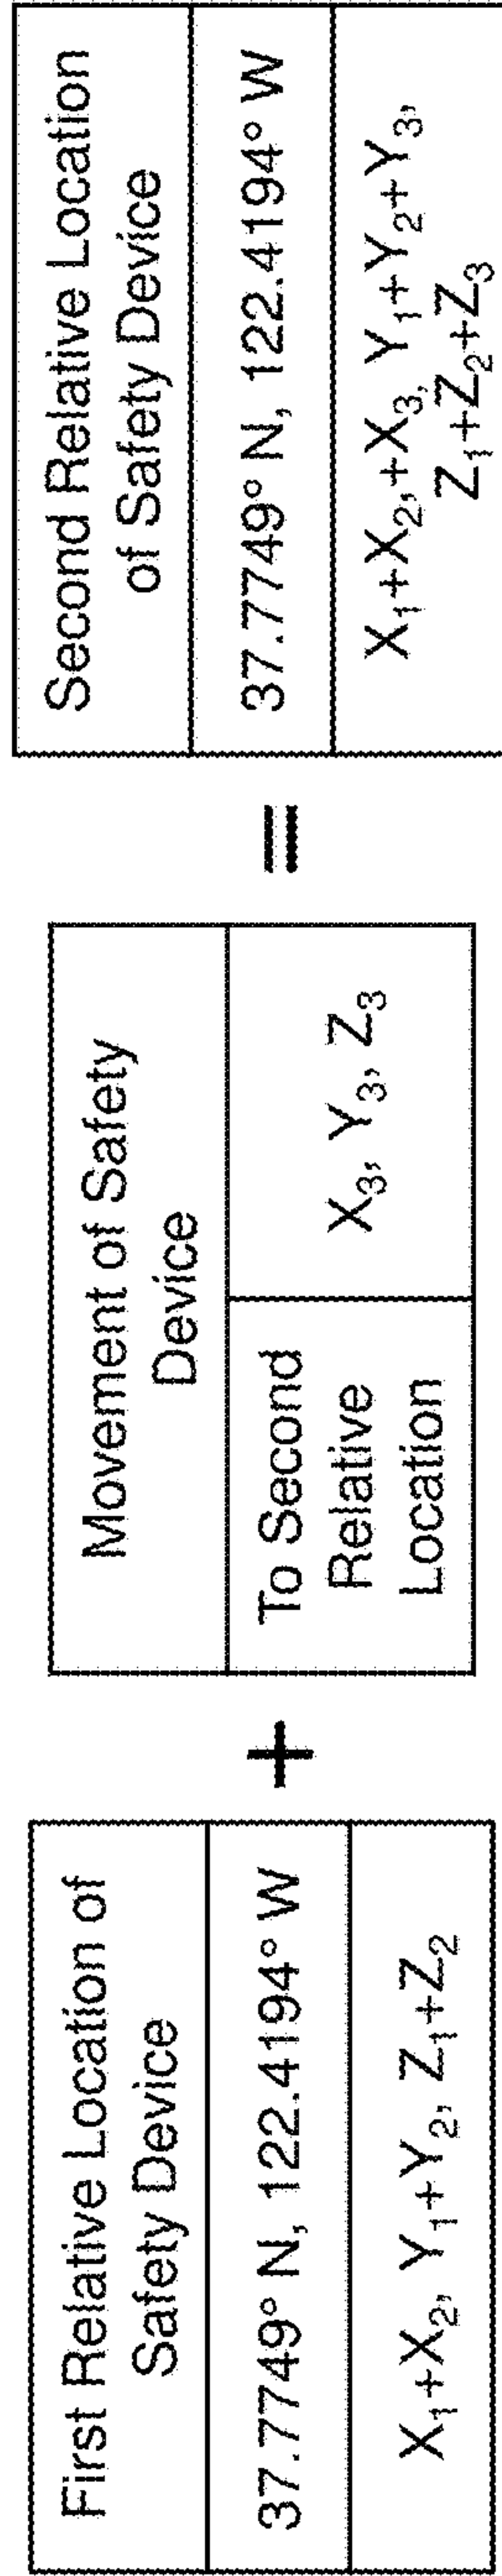 First Relative Location of
Safety Device
37.7749° N, 122.4194° W
X₁+X₂, Y₁+Y₂, Z₁+Z₂
+
Movement of Safety
Device
To Second
Relative
Location
X₃, Y₃, Z₃
=
Second Relative Location
of Safety Device
37.7749° N, 122.4194° W
X₁+X₂,+X₃, Y₁+Y₂+Y₃,
Z₁+Z₂+Z₃